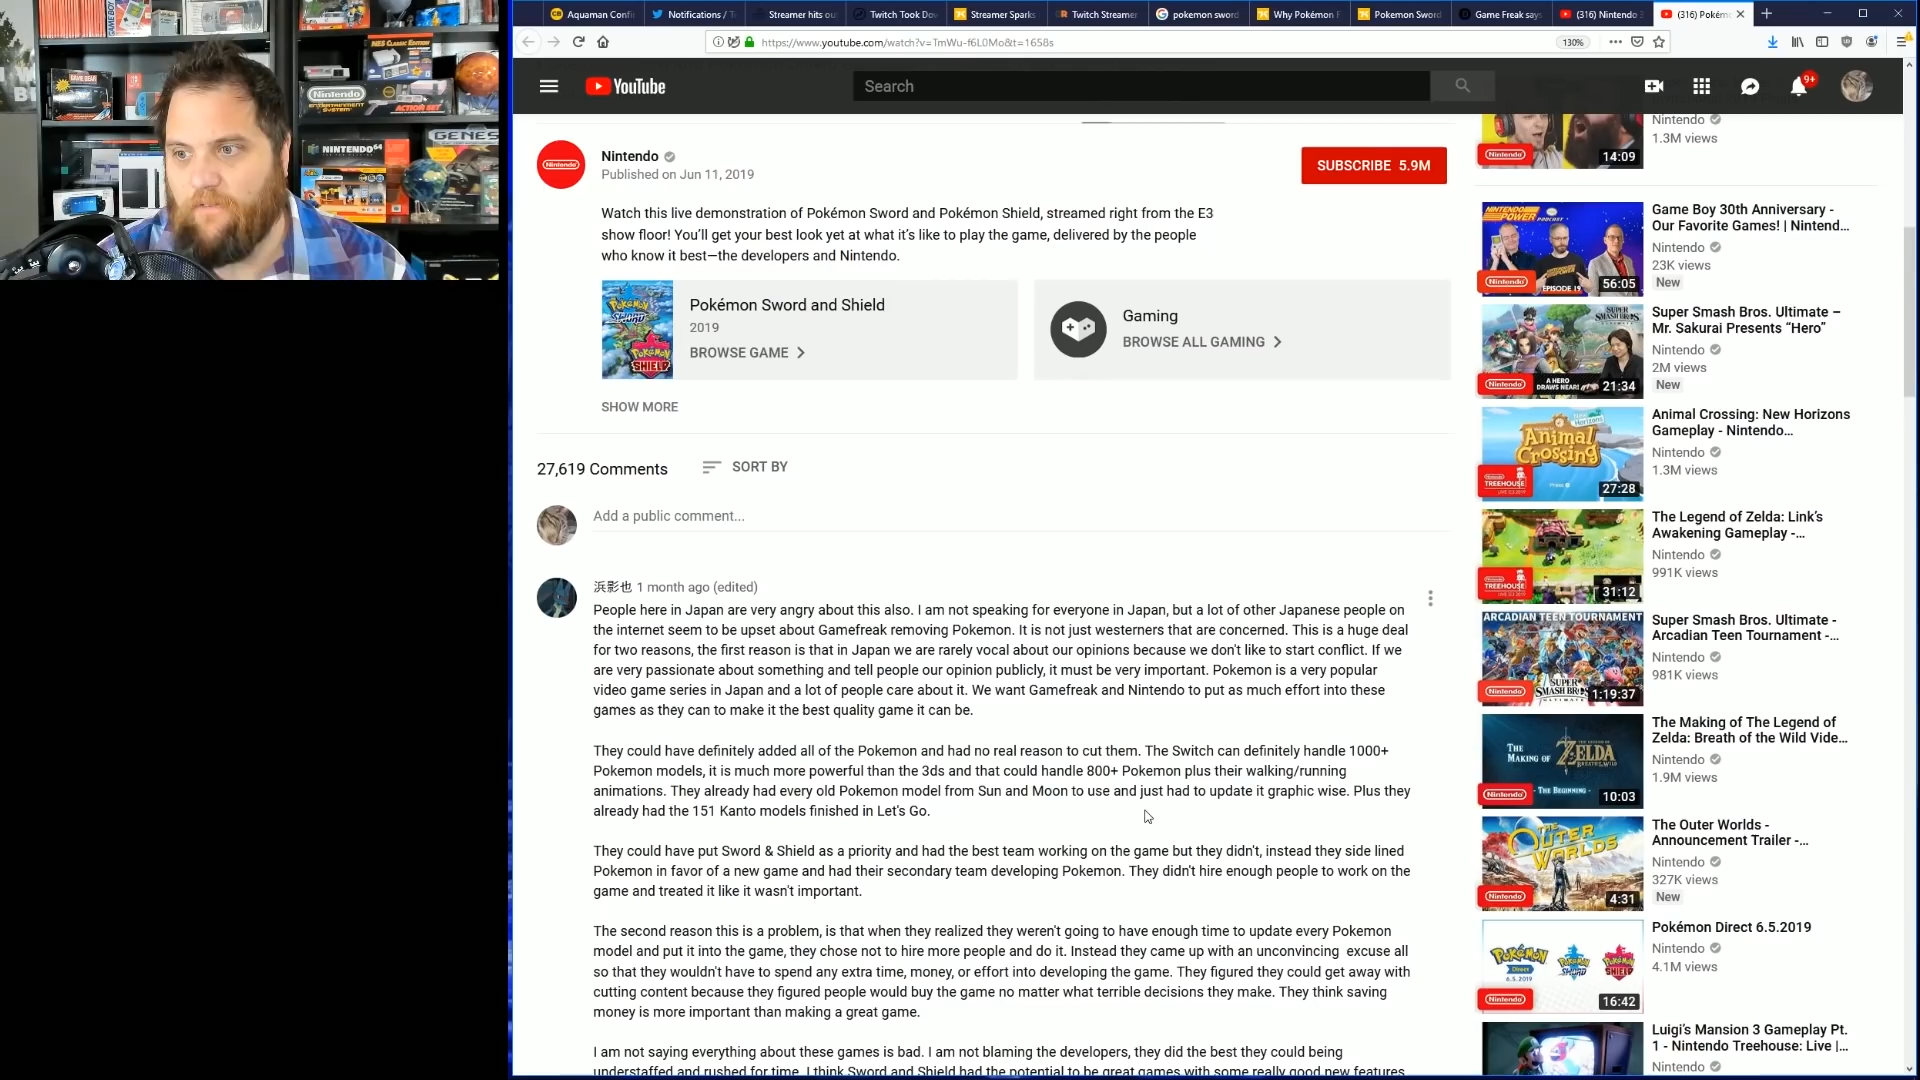 Aquaman Confi
Notifications / T
Streamer hits ou
Twitch Took Do
Streamer Sparks
Twitch Streamer
pokemon sword
Why Pokémon F
Pokemon Sword
Game Freak says
(316) Nintendo
(316) Pokém
https://www.youtube.com/watch?v=TmWu-f6L0Mo&t=1658s
130%
YouTube
Search
9+
Nintendo
Published on Jun 11, 2019
SUBSCRIBE 5.9M
Watch this live demonstration of Pokémon Sword and Pokémon Shield, streamed right from the E3
show floor! You'll get your best look yet at what it's like to play the game, delivered by the people
who know it best—the developers and Nintendo.
Pokémon Sword and Shield
2019
BROWSE GAME
Gaming
BROWSE ALL GAMING
SHOW MORE
27,619 Comments
SORT BY
Add a public comment...
浜影也 1 month ago (edited)
People here in Japan are very angry about this also. I am not speaking for everyone in Japan, but a lot of other Japanese people on
the internet seem to be upset about Gamefreak removing Pokemon. It is not just westerners that are concerned. This is a huge deal
for two reasons, the first reason is that in Japan we are rarely vocal about our opinions because we don't like to start conflict. If we
are very passionate about something and tell people our opinion publicly, it must be very important. Pokemon is a very popular
video game series in Japan and a lot of people care about it. We want Gamefreak and Nintendo to put as much effort into these
games as they can to make it the best quality game it can be.
They could have definitely added all of the Pokemon and had no real reason to cut them. The Switch can definitely handle 1000+
Pokemon models, it is much more powerful than the 3ds and that could handle 800+ Pokemon plus their walking/running
animations. They already had every old Pokemon model from Sun and Moon to use and just had to update it graphic wise. Plus they
already had the 151 Kanto models finished in Let's Go.
They could have put Sword & Shield as a priority and had the best team working on the game but they didn't, instead they side lined
Pokemon in favor of a new game and had their secondary team developing Pokemon. They didn't hire enough people to work on the
game and treated it like it wasn't important.
The second reason this is a problem, is that when they realized they weren't going to have enough time to update every Pokemon
model and put it into the game, they chose not to hire more people and do it. Instead they came up with an unconvincing excuse all
so that they wouldn't have to spend any extra time, money, or effort into developing the game. They figured they could get away with
cutting content because they figured people would buy the game no matter what terrible decisions they make. They think saving
money is more important than making a great game.
I am not saying everything about these games is bad. I am not blaming the developers, they did the best they could being
understaffed and rushed for time. I think Sword and Shield had the potential to be great games with some really good new features
Nintendo
1.3M views
14:09
Game Boy 30th Anniversary -
Our Favorite Games! | Nintend...
Nintendo
23K views
New
56:05
Super Smash Bros. Ultimate –
Mr. Sakurai Presents "Hero"
Nintendo
2M views
New
21:34
Animal Crossing: New Horizons
Gameplay - Nintendo...
Nintendo
1.3M views
27:28
The Legend of Zelda: Link's
Awakening Gameplay -...
Nintendo
991K views
31:12
Super Smash Bros. Ultimate -
Arcadian Teen Tournament -...
Nintendo
981K views
1:19:37
The Making of The Legend of
Zelda: Breath of the Wild Vide...
Nintendo
1.9M views
10:03
The Outer Worlds -
Announcement Trailer -...
Nintendo
327K views
New
4:31
Pokémon Direct 6.5.2019
Nintendo
4.1M views
16:42
Luigi's Mansion 3 Gameplay Pt.
1 - Nintendo Treehouse: Live |...
Nintendo